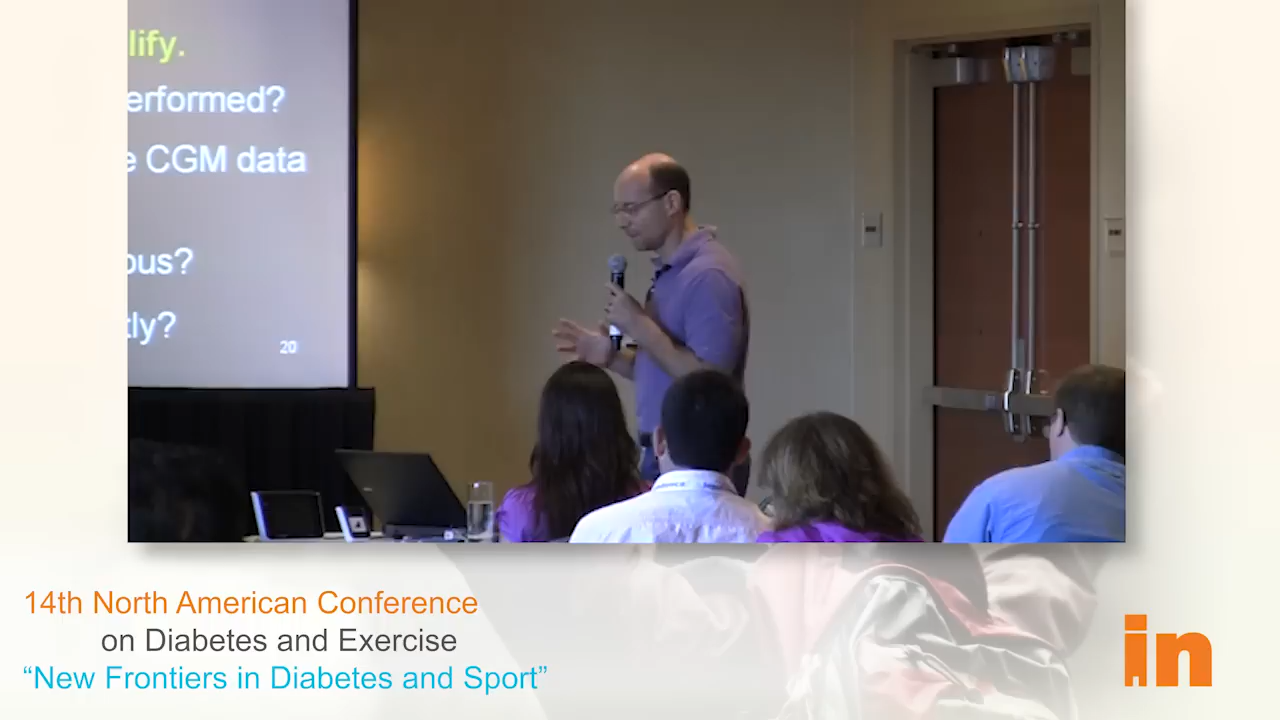 lify.
erformed?
e CGM data
ous?
tly?
20
14th North American Conference
on Diabetes and Exercise
“New Frontiers in Diabetes and Sport”
in